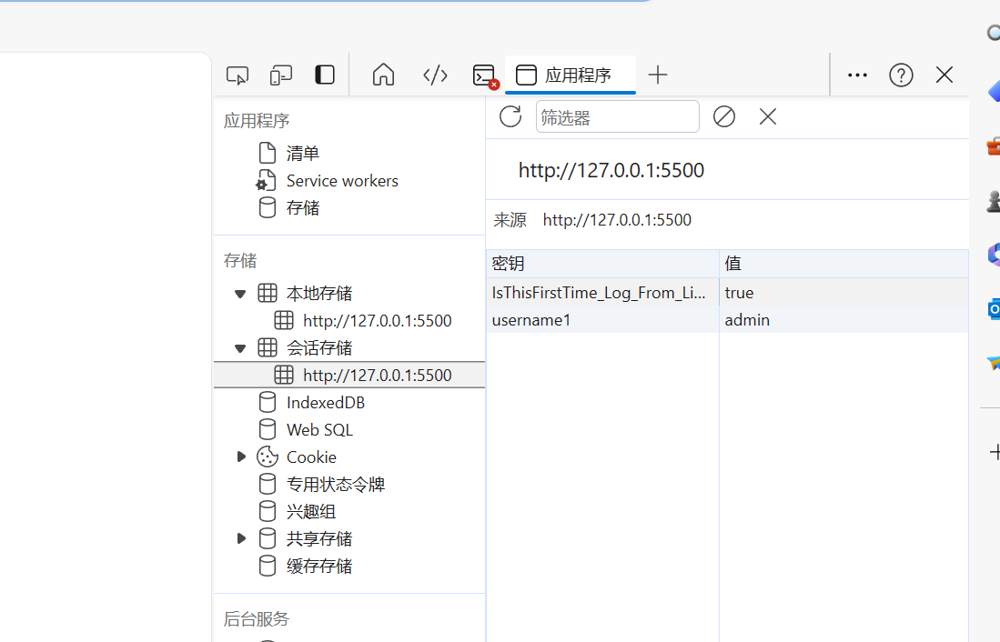 应用程序
筛选器
应用程序
清单
Service workers
存储
http://127.0.0.1:5500
来源 http://127.0.0.1:5500
存储
本地存储
http://127.0.0.1:5500
会话存储
http://127.0.0.1:5500
IndexedDB
Web SQL
Cookie
专用状态令牌
兴趣组
共享存储
缓存存储
后台服务
密钥 值
IsThisFirstTime_Log_From_Li... true
username1 admin